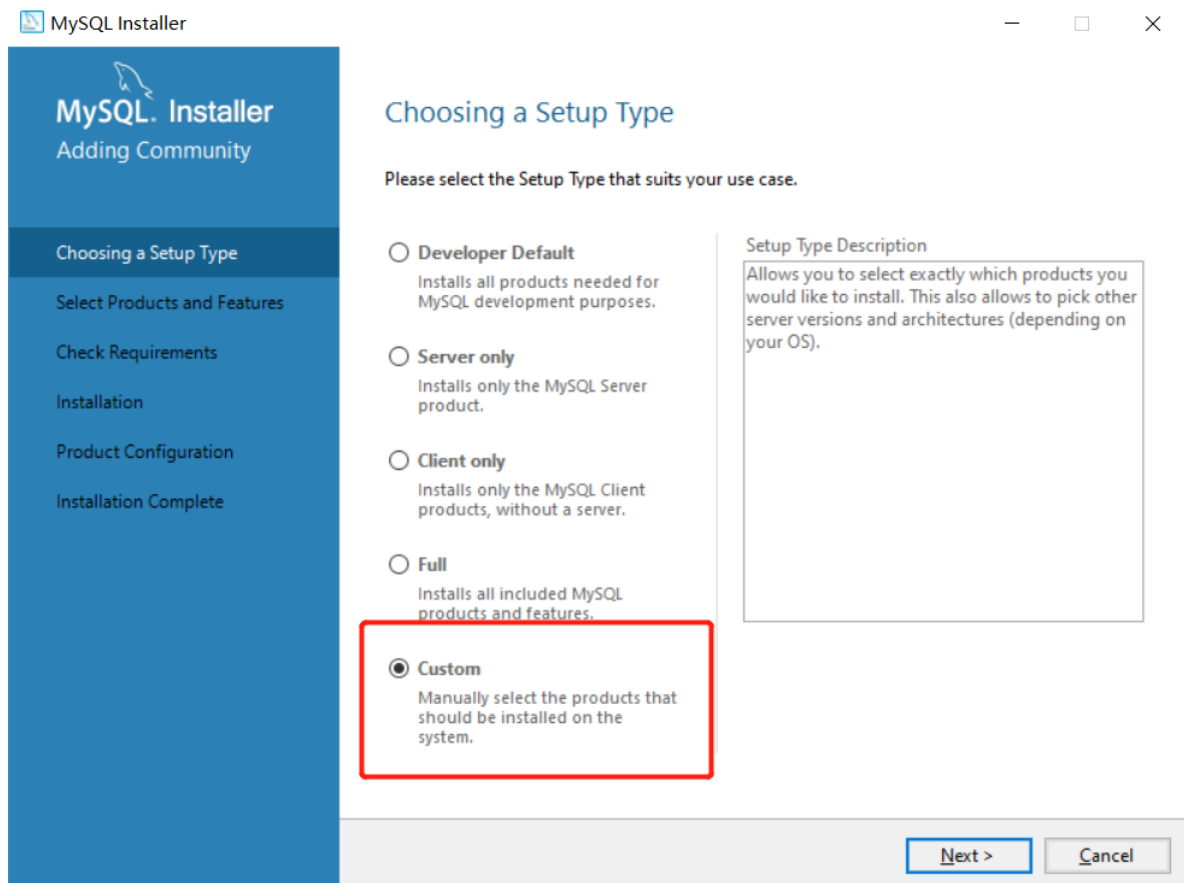 MySQL Installer
MySQL. Installer
Adding Community
Choosing a Setup Type
Select Products and Features
Check Requirements
Installation
Product Configuration
Installation Complete
Choosing a Setup Type
Please select the Setup Type that suits your use case.
Developer Default
Installs all products needed for
MySQL development purposes.
Server only
Installs only the MySQL Server
product.
Client only
Installs only the MySQL Client
products, without a server.
Full
Installs all included MySQL
products and features.
Custom
Manually select the products that
should be installed on the
system.
Setup Type Description
Allows you to select exactly which products you
would like to install. This also allows to pick other
server versions and architectures (depending on
your OS).
Next >
Cancel